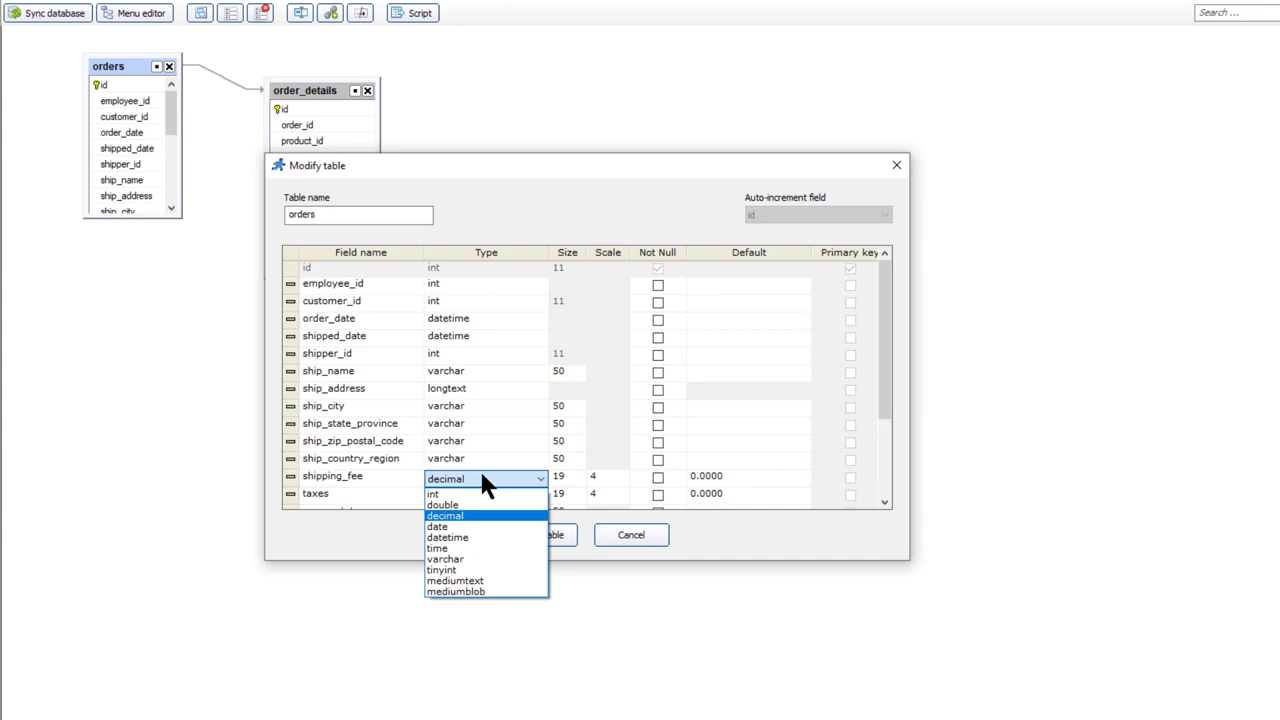 Sync database Menu editor Script Search ...
orders
id
employee_id
customer_id
order_date
shipped_date
shipper_id
ship_name
ship_address
ship_city
order_details
id
order_id
product_id
Modify table
Table name
orders
Auto-increment field
id
Field name Type Size Scale Not Null Default Primary key
id int 11
employee_id int
customer_id int 11
order_date datetime
shipped_date datetime
shipper_id int 11
ship_name varchar 50
ship_address longtext
ship_city varchar 50
ship_state_province varchar 50
ship_zip_postal_code varchar 50
ship_country_region varchar 50
shipping_fee decimal 19 4 0.0000
taxes 19 4 0.0000
int
double
decimal
date
datetime
time
varchar
tinyint
mediumtext
mediumblob
Cancel